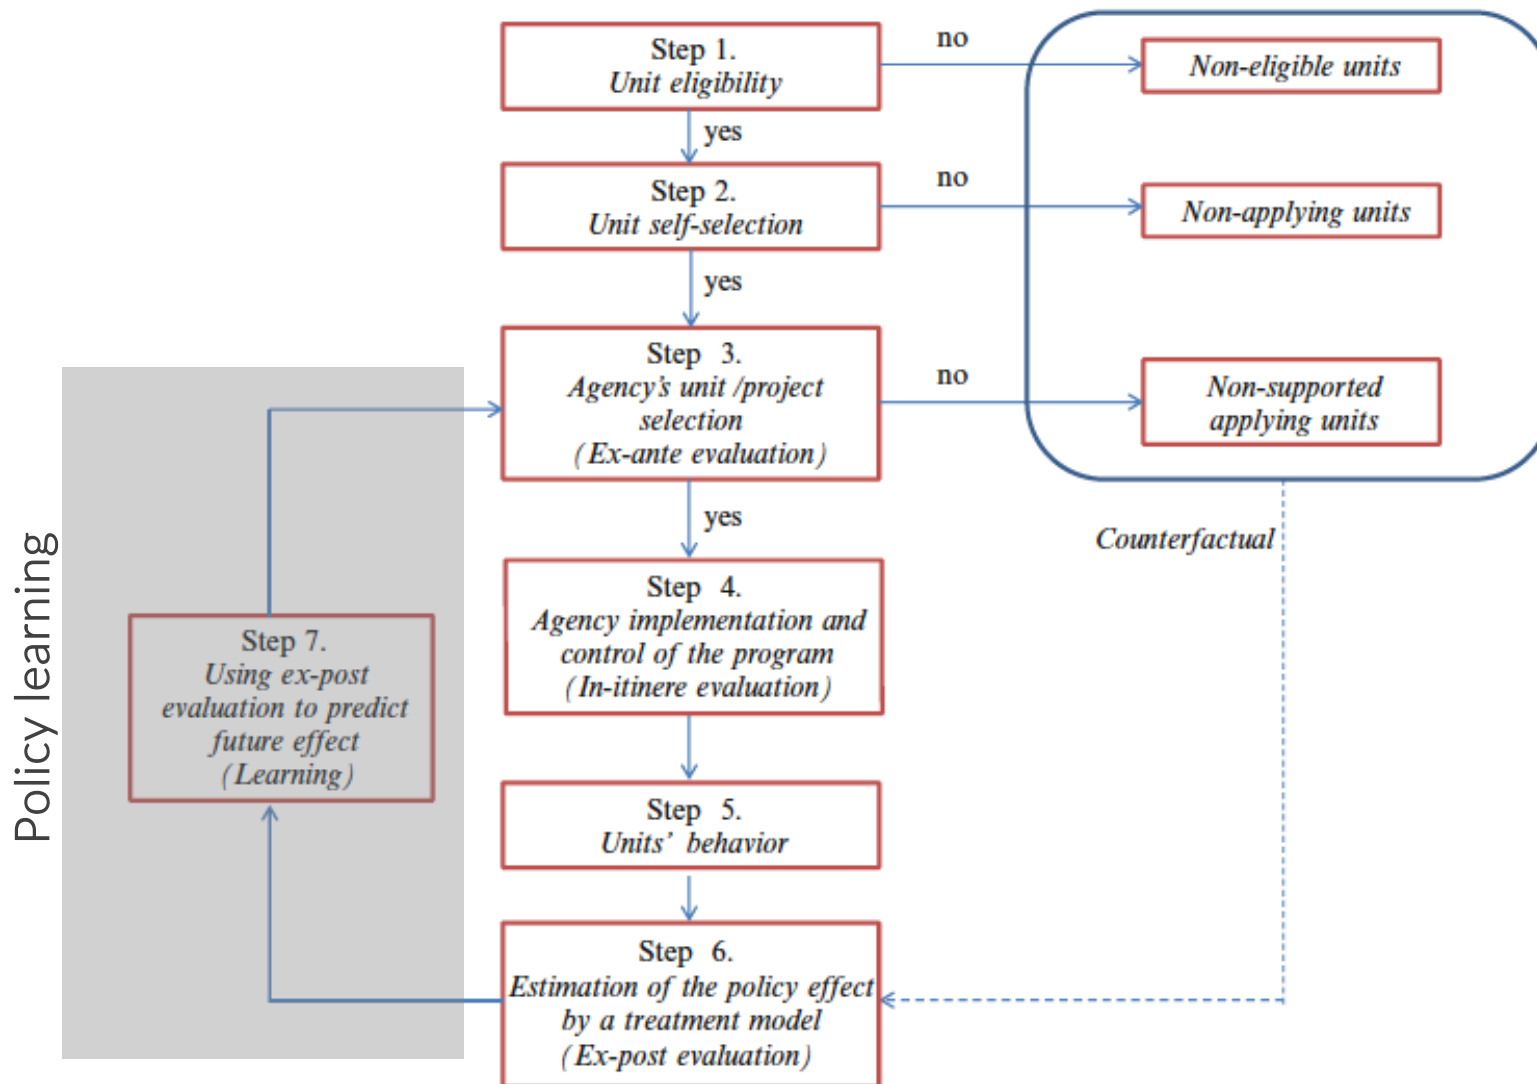 Step 1.
Unit eligibility
no
Non-eligible units
yes
Step 2.
Unit self-selection
no
Non-applying units
yes
Step 3.
Agency's unit /project
selection
(Ex-ante evaluation)
no
Non-supported
applying units
yes
Counterfactual
Step 4.
Agency implementation and
control of the program
(In-itinere evaluation)
Policy learning
Step 7.
Using ex-post
evaluation to predict
future effect
(Learning)
Step 5.
Units' behavior
Step 6.
Estimation of the policy effect
by a treatment model
(Ex-post evaluation)